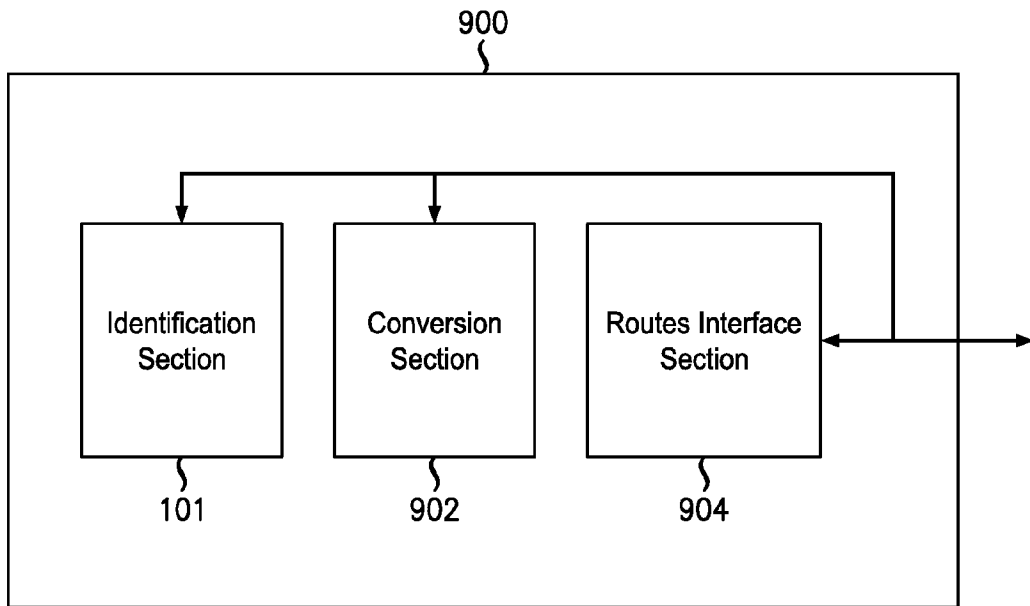 900
Identification
Section
Conversion
Section
Routes Interface
Section
101
902
904